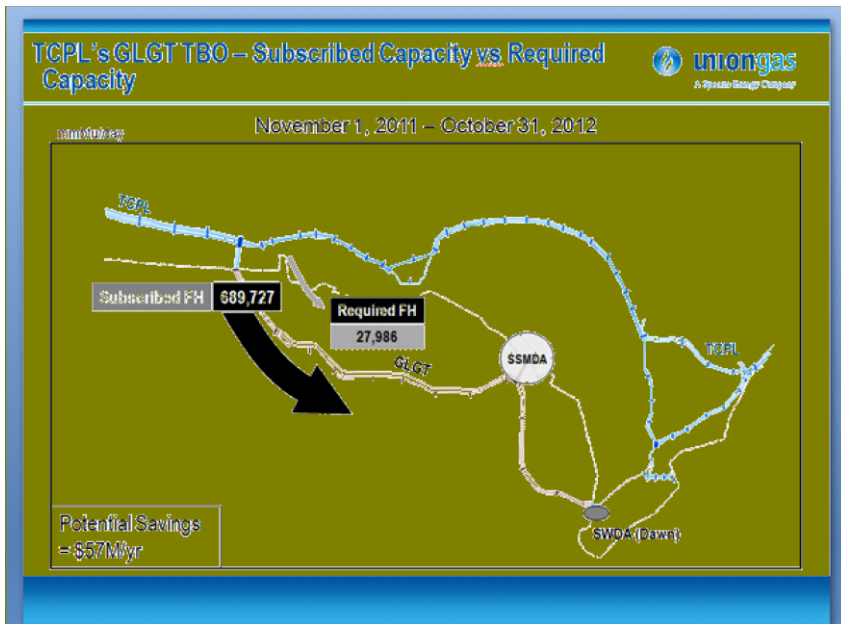 TCPL's GLGT TBO – Subscribed Capacity vs Required
Capacity
uniongas
A Spectra Energy Company
November 1, 2011 – October 31, 2012
mmbtu/day
TCPL
Subscribed FH 689,727
Required FH
27,986
GLGT
SSMDA
TCPL
SWDA (Dawn)
Potential Savings
= $57M/yr